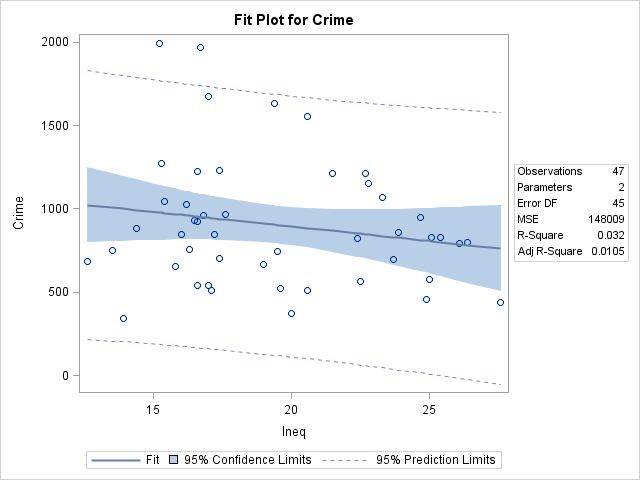 Fit Plot for Crime
2000
1500
1000
500
0
Crime
15 20 25
Ineq
Observations 47
Parameters 2
Error DF 45
MSE 148009
R-Square 0.032
Adj R-Square 0.0105
Fit 95% Confidence Limits 95% Prediction Limits